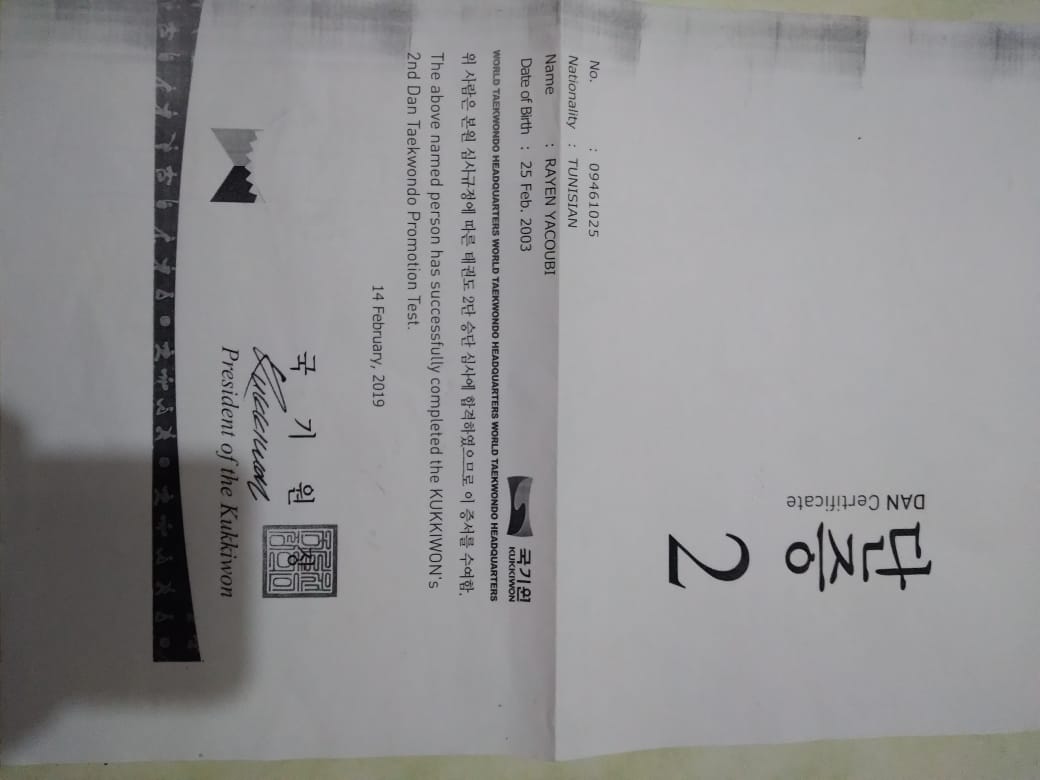 단증
DAN Certificate
2
국기원
KUKKIWON
No. : 09461025
Nationality : TUNISIAN
Name : RAYEN YACOUBI
Date of Birth : 25 Feb. 2003
WORLD TAEKWONDO HEADQUARTERS WORLD TAEKWONDO HEADQUARTERS WORLD TAEKWONDO HEADQUARTERS WORLD TAEKWONDO HEADQUARTERS
위 사람은 본원 심사규정에 따른 태권도 2단 승단 심사에 합격하였으므로 이 증서를 수여함.
The above named person has successfully completed the KUKKIWON's
2nd Dan Taekwondo Promotion Test.
14 February, 2019
국 기 원 장
Kukkiwon
President of the Kukkiwon